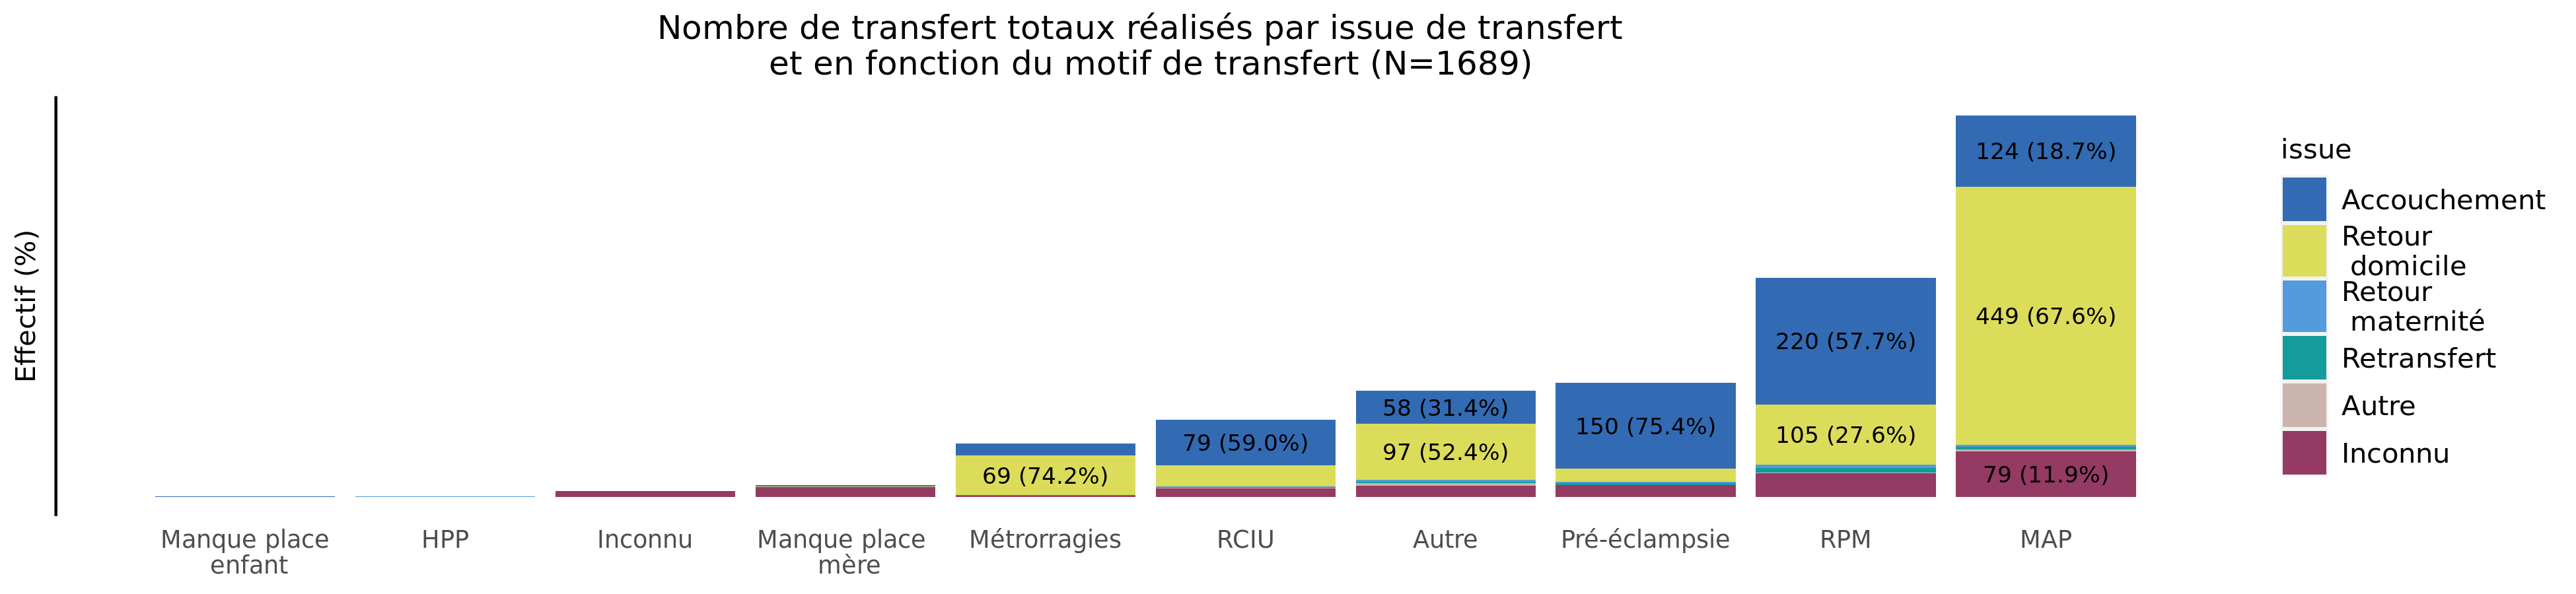 Nombre de transfert totaux réalisés par issue de transfert
et en fonction du motif de transfert (N=1689)
Effectif (%)
124 (18.7%)
449 (67.6%)
79 (11.9%)
220 (57.7%)
105 (27.6%)
150 (75.4%)
58 (31.4%)
97 (52.4%)
79 (59.0%)
69 (74.2%)
Manque place
enfant
HPP
Inconnu
Manque place
mère
Métrorragies
RCIU
Autre
Pré-éclampsie
RPM
MAP
issue
Accouchement
Retour
domicile
Retour
maternité
Retransfert
Autre
Inconnu